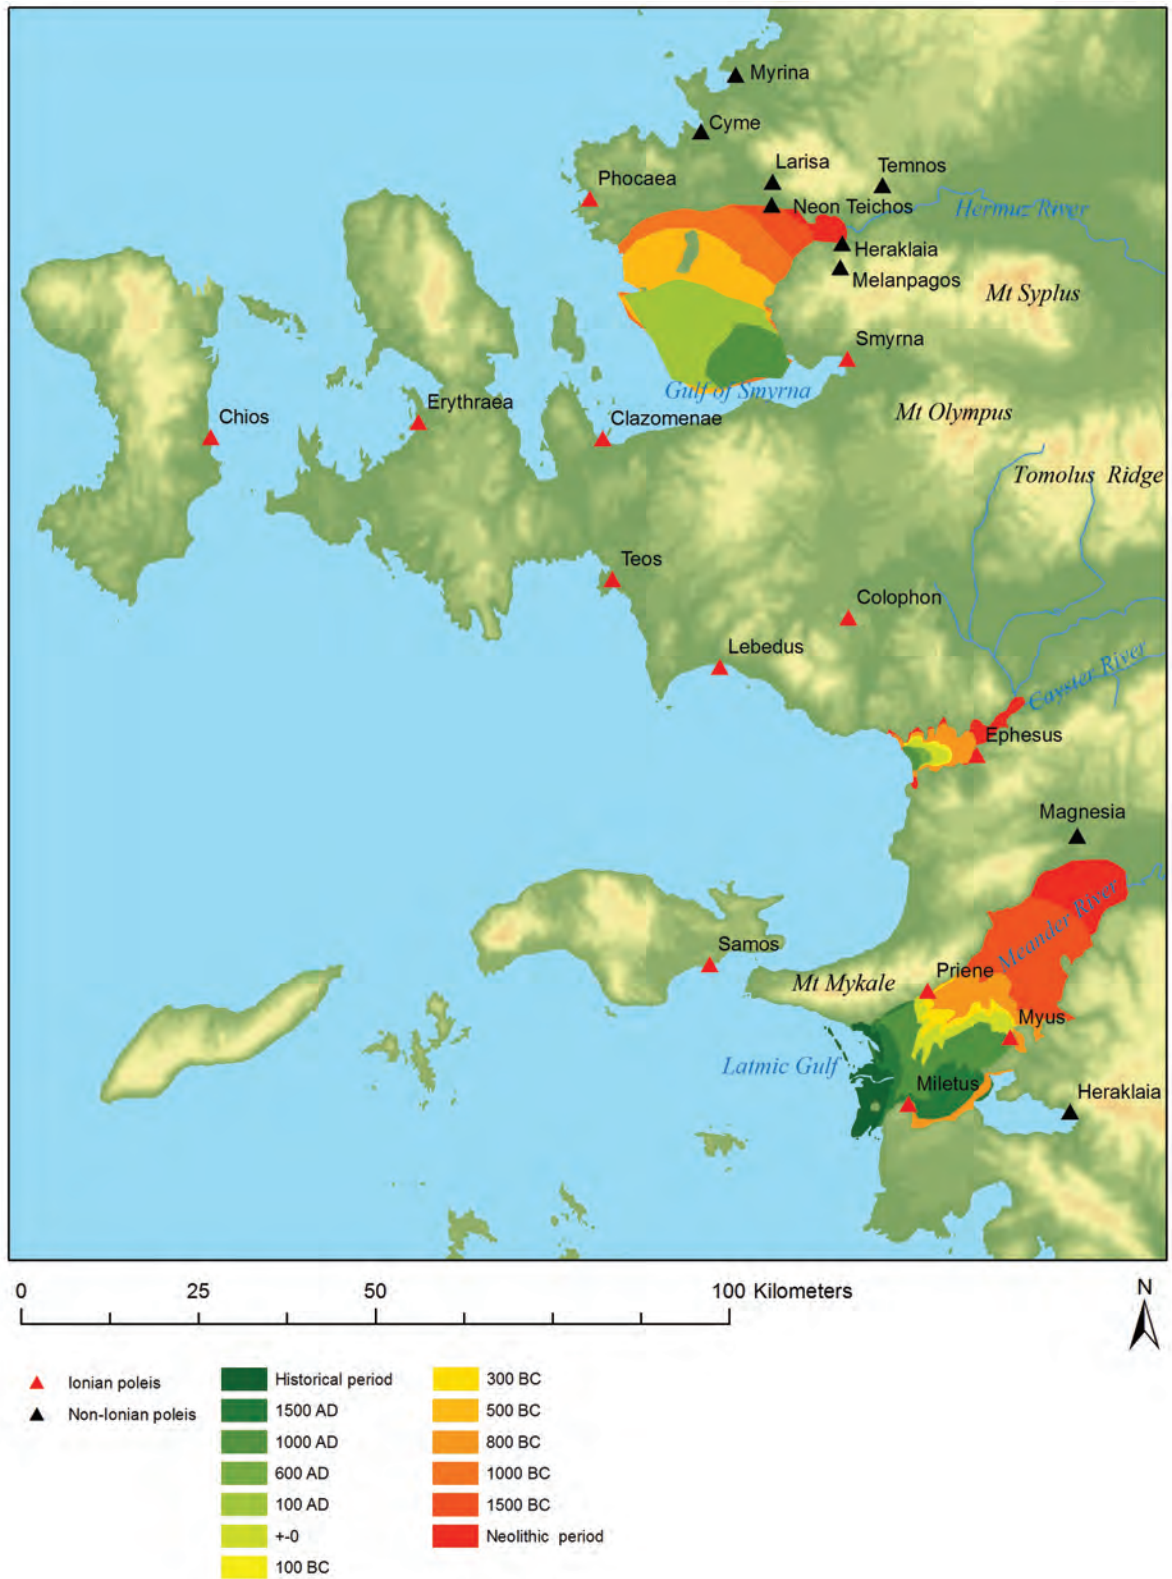 Myrina
Cyme
Larisa
Temnos
Phocaea
Neon Teichos
Hermuz River
Heraklaia
Melanpagos
Mt Syplus
Smyrna
Gulf of Smyrna
Erythraea
Chios
Clazomenae
Mt Olympus
Tomolus Ridge
Teos
Colophon
Lebedus
Cayster River
Ephesus
Magnesia
Meander River
Samos
Priene
Mt Mykale
Myus
Latmic Gulf
Miletus
Heraklaia
0 25 50 100 Kilometers
N
Ionian poleis
Non-Ionian poleis
Historical period
1500 AD
1000 AD
600 AD
100 AD
+-0
100 BC
300 BC
500 BC
800 BC
1000 BC
1500 BC
Neolithic period